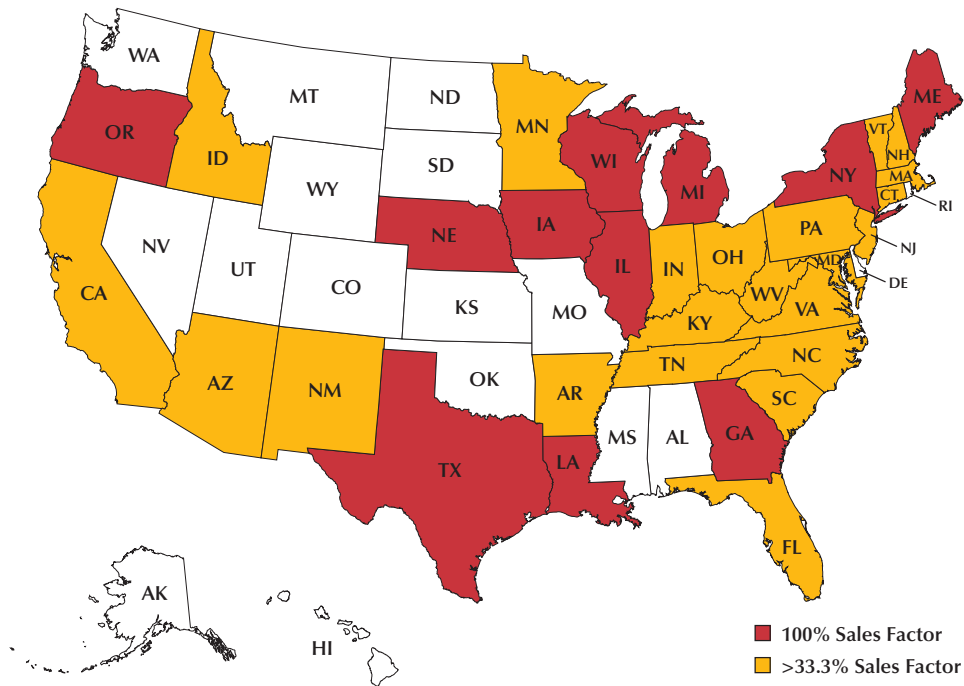 WA
MT
ND
MN
ME
OR
ID
SD
WI
VT
NH
WY
MI
NY
MA
CT
RI
NE
IA
PA
NV
UT
IL
IN
OH
NJ
CO
MD
DE
CA
KS
MO
WV
VA
KY
AZ
NM
OK
AR
TN
NC
SC
MS
AL
GA
TX
LA
FL
AK
HI
100% Sales Factor
>33.3% Sales Factor